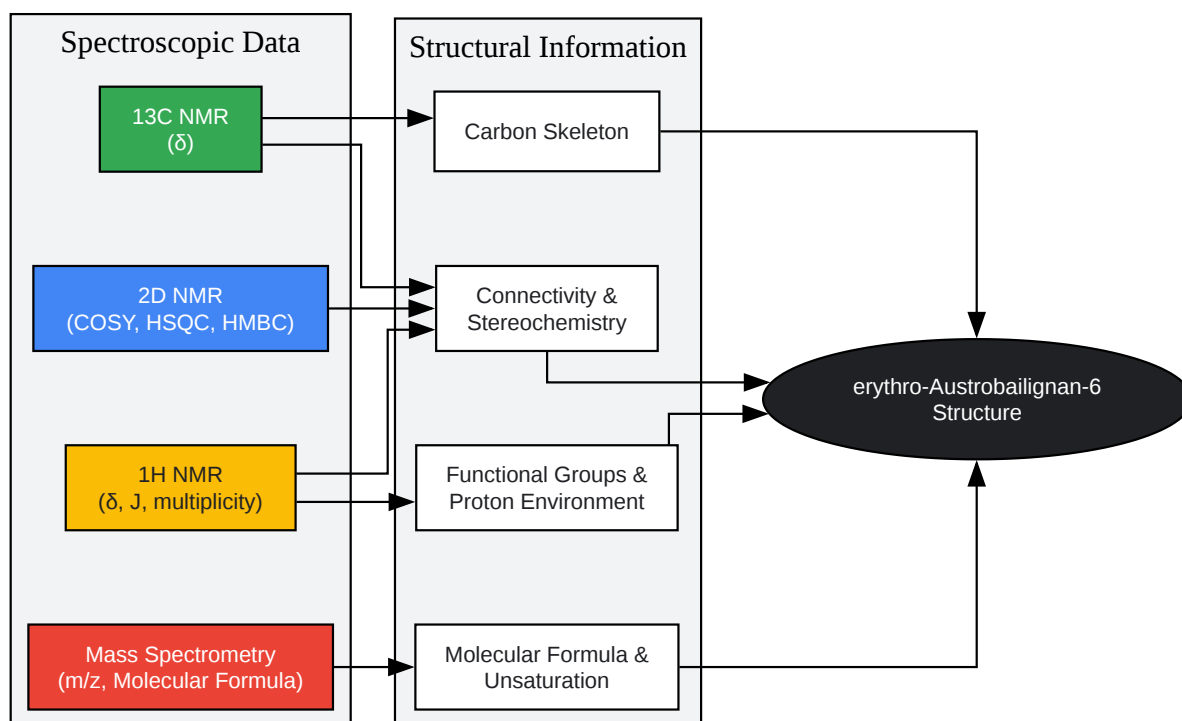 Spectroscopic Data
13C NMR
(δ)
2D NMR
(COSY, HSQC, HMBC)
1H NMR
(δ, J, multiplicity)
Mass Spectrometry
(m/z, Molecular Formula)
Structural Information
Carbon Skeleton
Connectivity &
Stereochemistry
Functional Groups &
Proton Environment
Molecular Formula &
Unsaturation
erythro-Austrobailignan-6
Structure